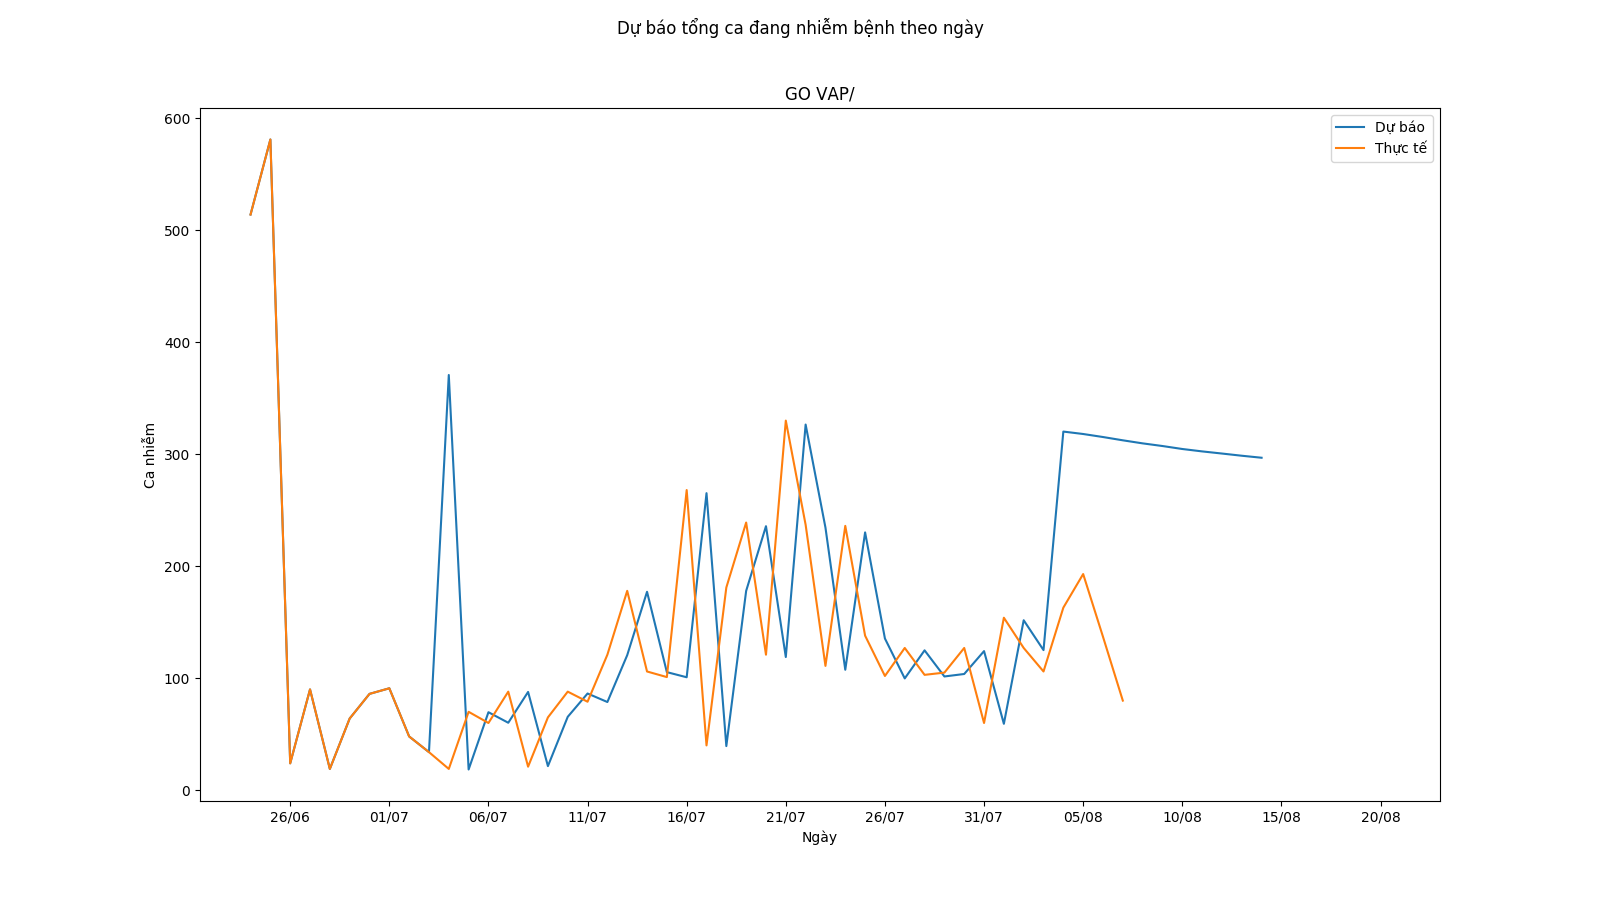 Dự báo tổng ca đang nhiễm bệnh theo ngày
GO VAP/
Dự báo
Thực tế
600
500
400
300
200
100
0
Ca nhiễm
26/06 01/07 06/07 11/07 16/07 21/07 26/07 31/07 05/08 10/08 15/08 20/08
Ngày